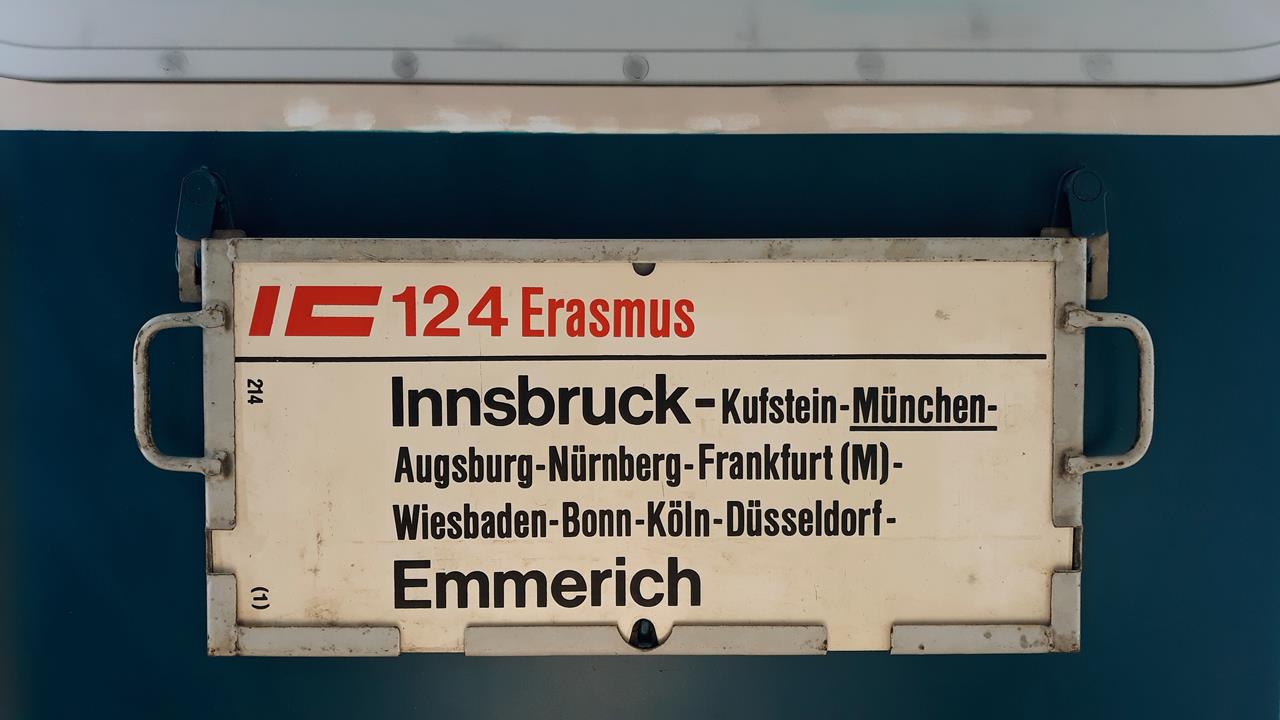 IC 124 Erasmus
214
Innsbruck-Kufstein-München-
Augsburg-Nürnberg-Frankfurt (M)-
Wiesbaden-Bonn-Köln-Düsseldorf-
Emmerich
(1)